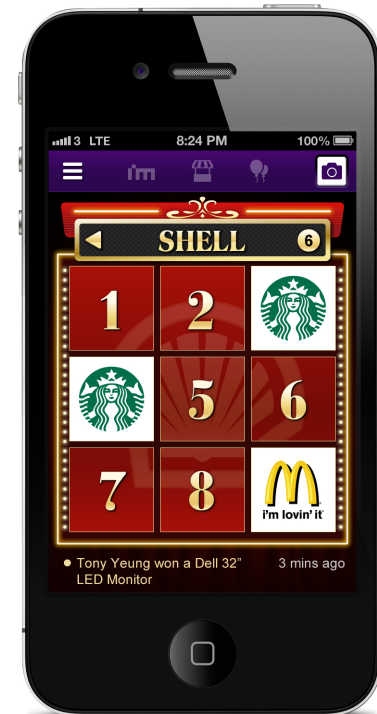 3 LTE 8:24 PM 100%
im
SHELL 6
1 2
5 6
7 8
i'm lovin' it
Tony Yeung won a Dell 32” 3 mins ago
LED Monitor